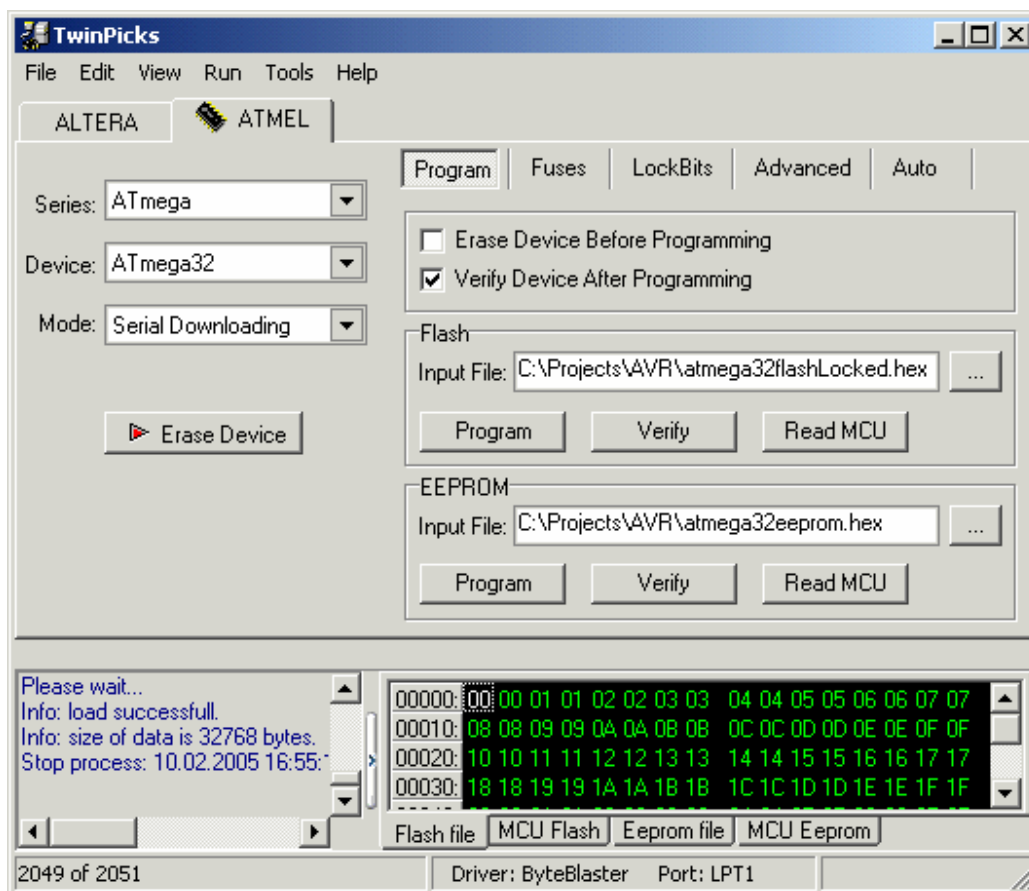 TwinPicks
File Edit View Run Tools Help
ALTERA ATMEL
Program Fuses LockBits Advanced Auto
Series: ATmega
Device: ATmega32
Mode: Serial Downloading
Erase Device
Erase Device Before Programming
Verify Device After Programming
Flash
Input File: C:\Projects\AVR\atmega32flashLocked.hex ...
Program Verify Read MCU
EEPROM
Input File: C:\Projects\AVR\atmega32eeprom.hex ...
Program Verify Read MCU
Please wait...
Info: load successfull.
Info: size of data is 32768 bytes.
Stop process: 10.02.2005 16:55:
00000: 00 00 01 01 02 02 03 03 04 04 05 05 06 06 07 07
00010: 08 08 09 09 0A 0A 0B 0B 0C 0C 0D 0D 0E 0E 0F 0F
00020: 10 10 11 11 12 12 13 13 14 14 15 15 16 16 17 17
00030: 18 18 19 19 1A 1A 1B 1B 1C 1C 1D 1D 1E 1E 1F 1F
Flash file MCU Flash Eeprom file MCU Eeprom
2049 of 2051 Driver: ByteBlaster Port: LPT1